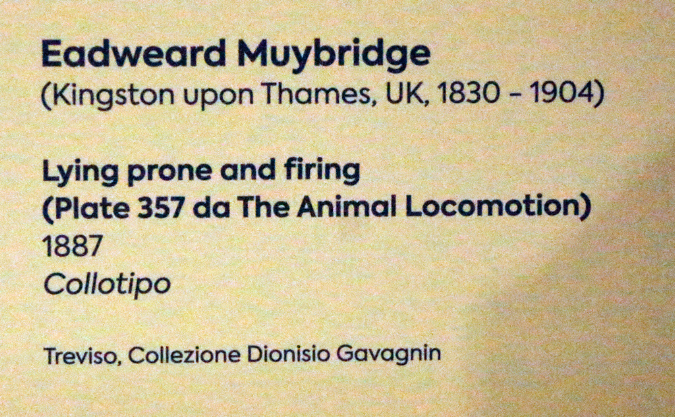 Eadweard Muybridge
(Kingston upon Thames, UK, 1830 – 1904)
Lying prone and firing
(Plate 357 da The Animal Locomotion)
1887
Collotipo
Treviso, Collezione Dionisio Gavagnin